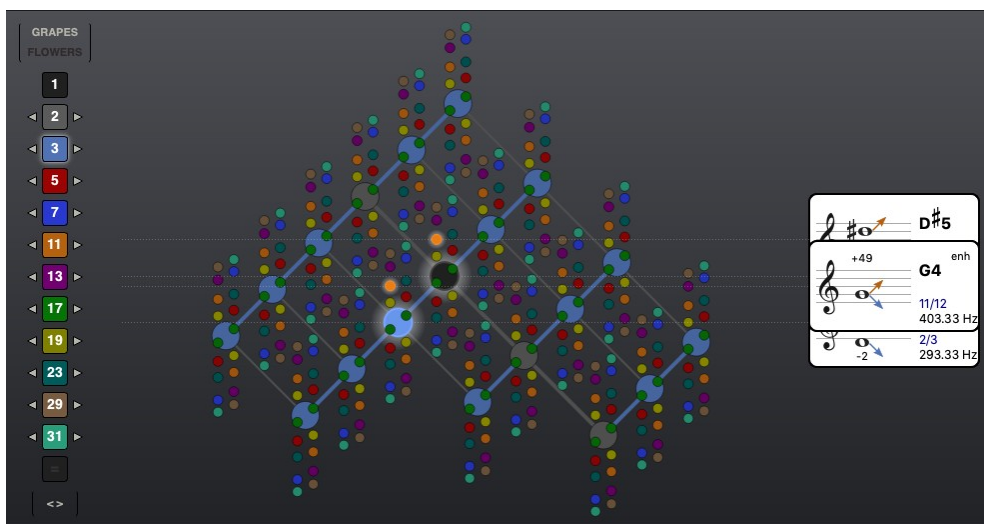 GRAPES
FLOWERS
1
2
3
5
7
11
13
17
19
23
29
31
=
<>
D♯5
+49
enh
G4
11/12
403.33 Hz
2/3
-2
293.33 Hz